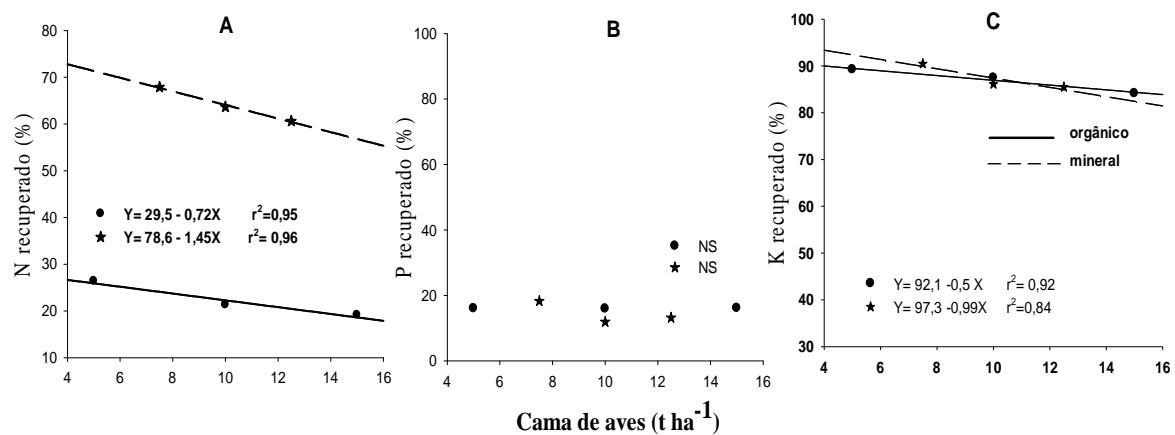 A
N recuperado (%)
80
70
60
50
40
30
20
10
Y= 29,5 - 0,72X r²=0,95
Y= 78,6 - 1,45X r²= 0,96
4 6 8 10 12 14 16
B
P recuperado (%)
100
80
60
40
20
0
NS
NS
4 6 8 10 12 14 16
C
K recuperado (%)
100
90
80
70
60
50
40
30
orgânico
mineral
Y= 92,1 -0,5 X r²= 0,92
Y= 97,3 -0,99X r²=0,84
4 6 8 10 12 14 16
Cama de aves (t ha⁻¹)